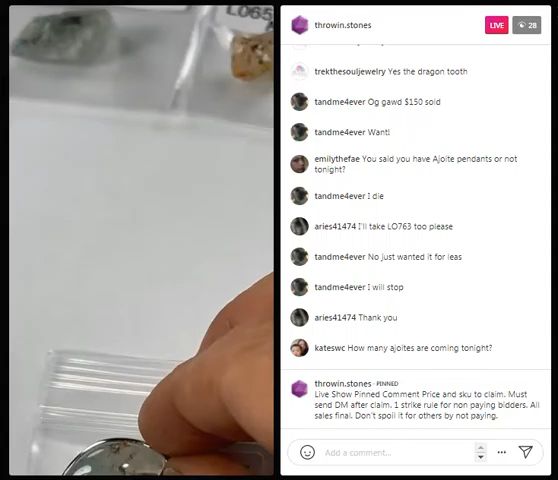 L065
throwin.stones
LIVE
28
trekthesouljewelry Yes the dragon tooth
tandme4ever Og gawd $150 sold
tandme4ever Want!
emilythefae You said you have Ajoite pendants or not
tonight?
tandme4ever I die
aries41474 I'll take LO763 too please
tandme4ever No just wanted it for leas
tandme4ever I will stop
aries41474 Thank you
kateswc How many ajoites are coming tonight?
throwin.stones · PINNED
Live Show Pinned Comment Price and sku to claim. Must
send DM after claim. 1 strike rule for non paying bidders. All
sales final. Don't spoil it for others by not paying.
Add a comment...